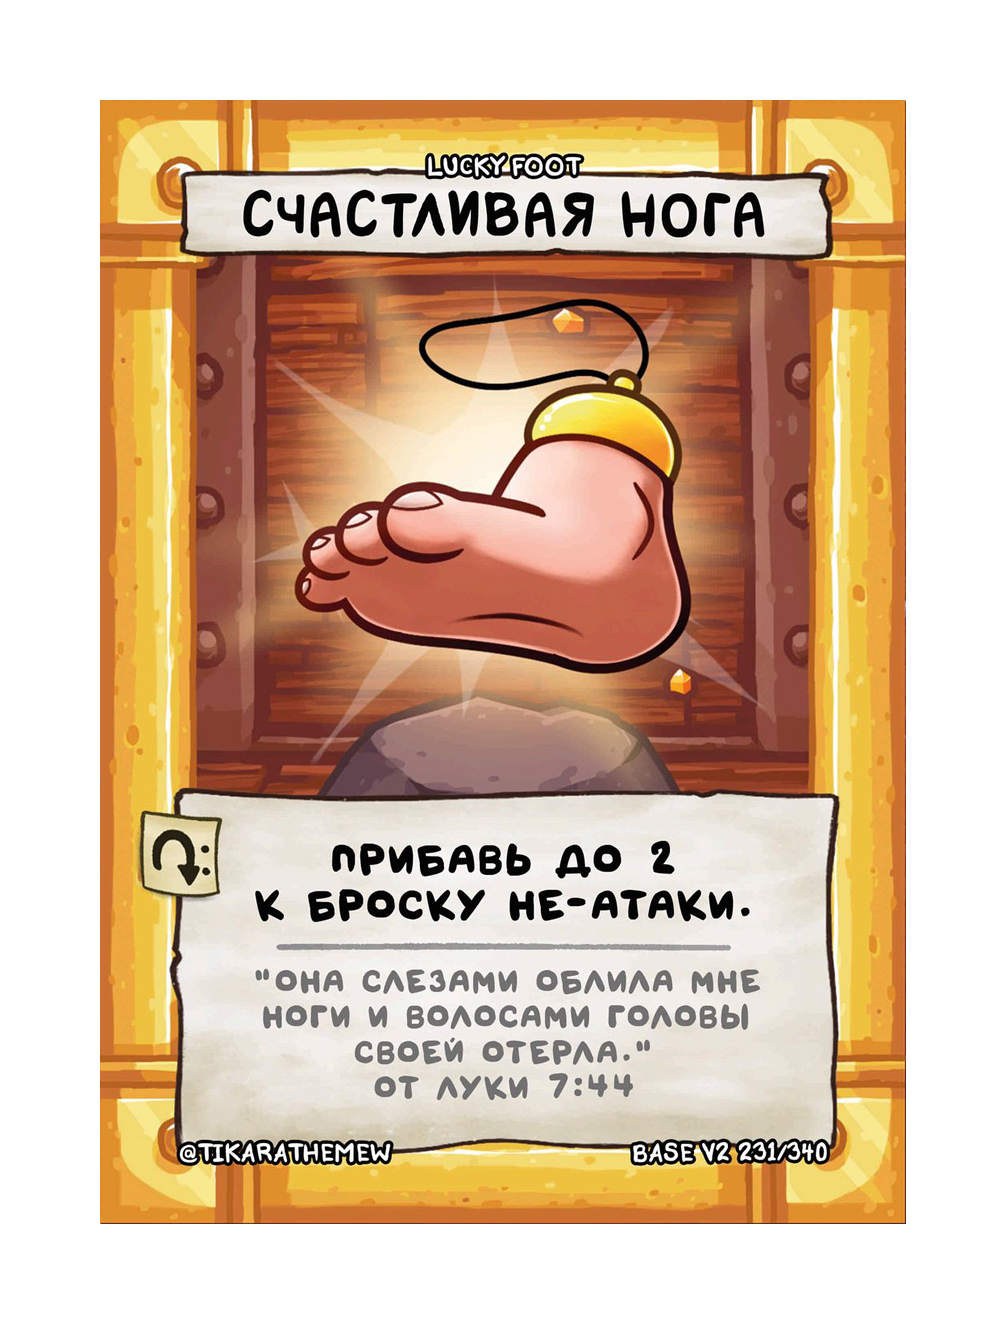 LUCKY FOOT
СЧАСТЛИВАЯ НОГА
ПРИБАВЬ ДО 2
К БРОСКУ НЕ-АТАКИ.
"ОНА СЛЕЗАМИ ОБЛИЛА МНЕ
НОГИ И ВОЛОСАМИ ГОЛОВЫ
СВОЕЙ ОТЕРЛА."
ОТ ЛУКИ 7:44
@TIKARATHEMEW
BASE V2 231/340